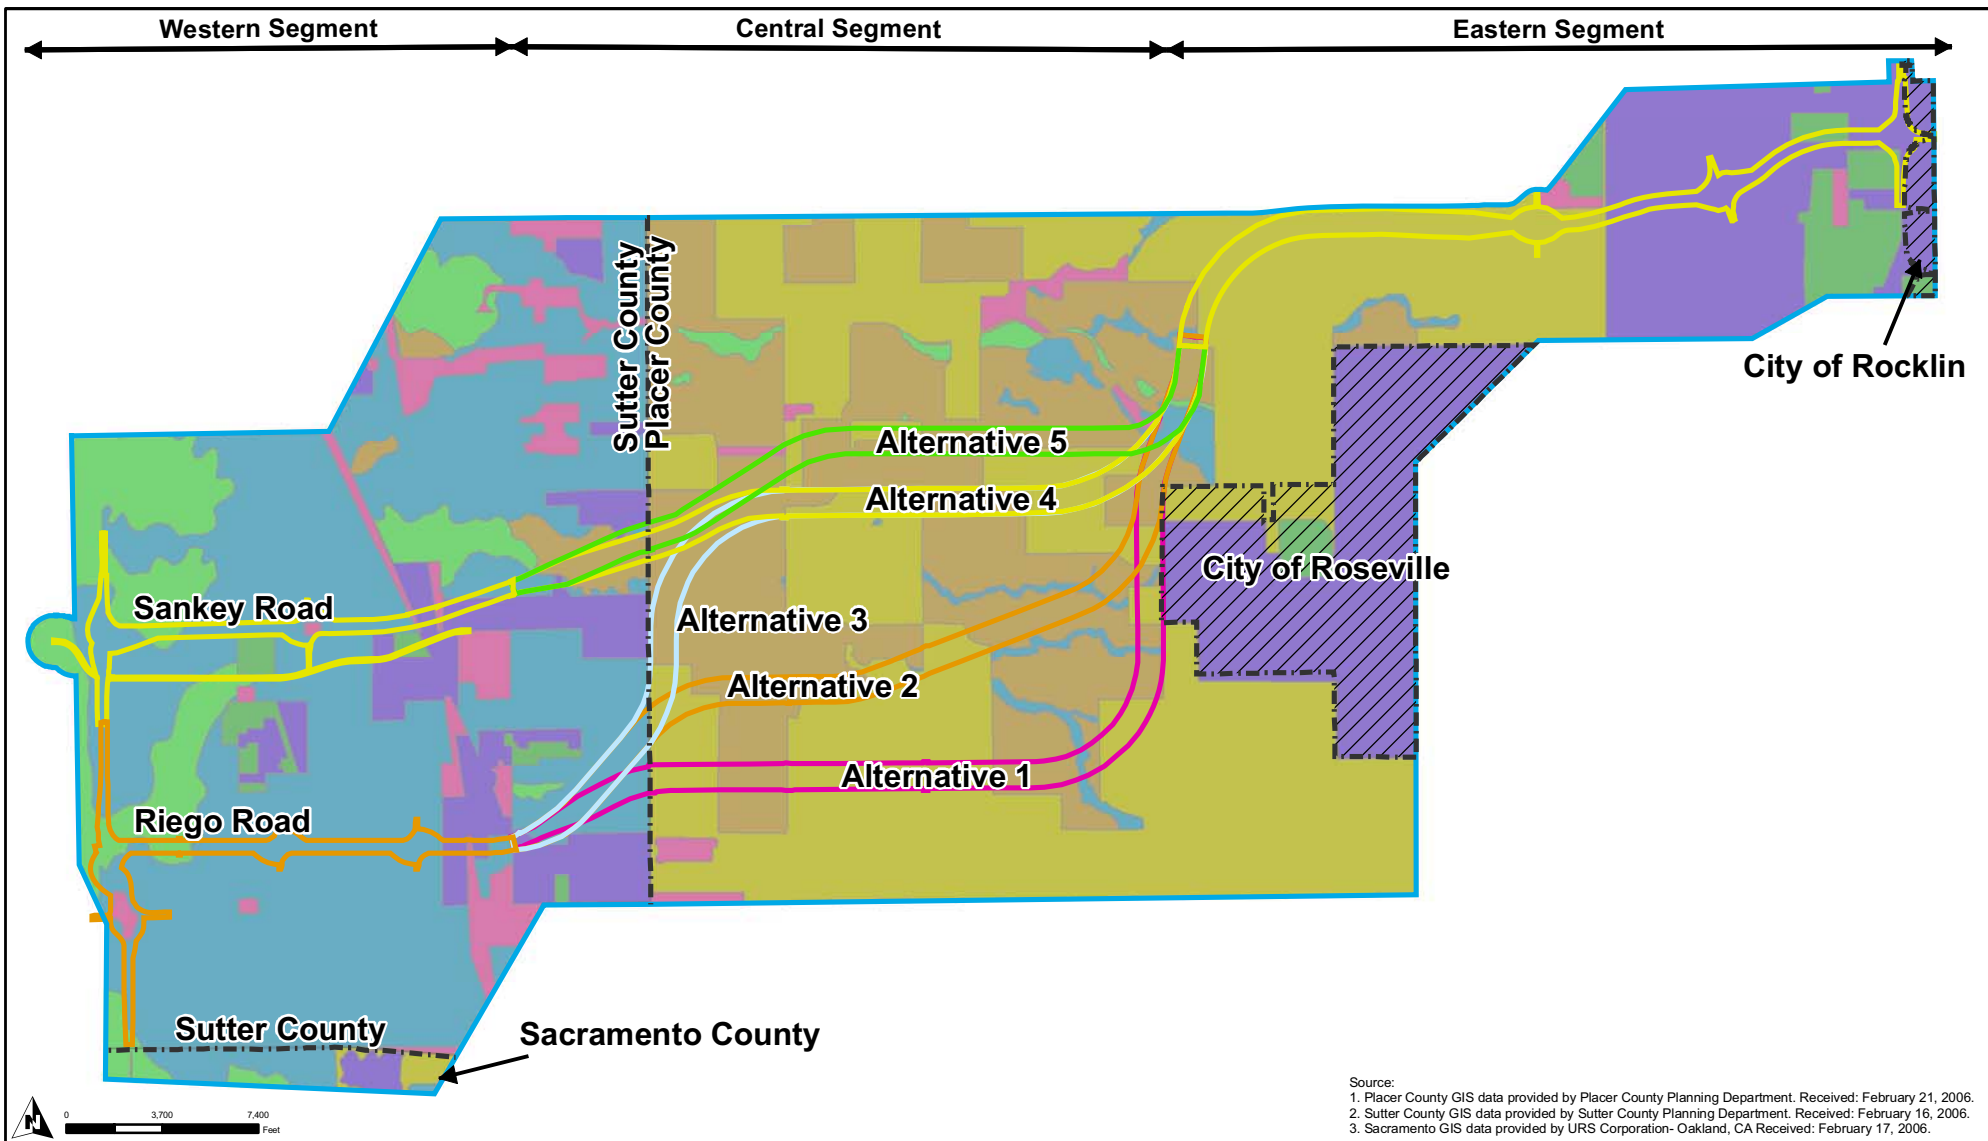 Western Segment
Central Segment
Eastern Segment
Sutter County
Placer County
City of Rocklin
Alternative 5
Alternative 4
City of Roseville
Sankey Road
Alternative 3
Alternative 2
Alternative 1
Riego Road
Sutter County
Sacramento County
N
0 3,700 7,400
Feet
Source:
1. Placer County GIS data provided by Placer County Planning Department. Received: February 21, 2006.
2. Sutter County GIS data provided by Sutter County Planning Department. Received: February 16, 2006.
3. Sacramento GIS data provided by URS Corporation- Oakland, CA Received: February 17, 2006.